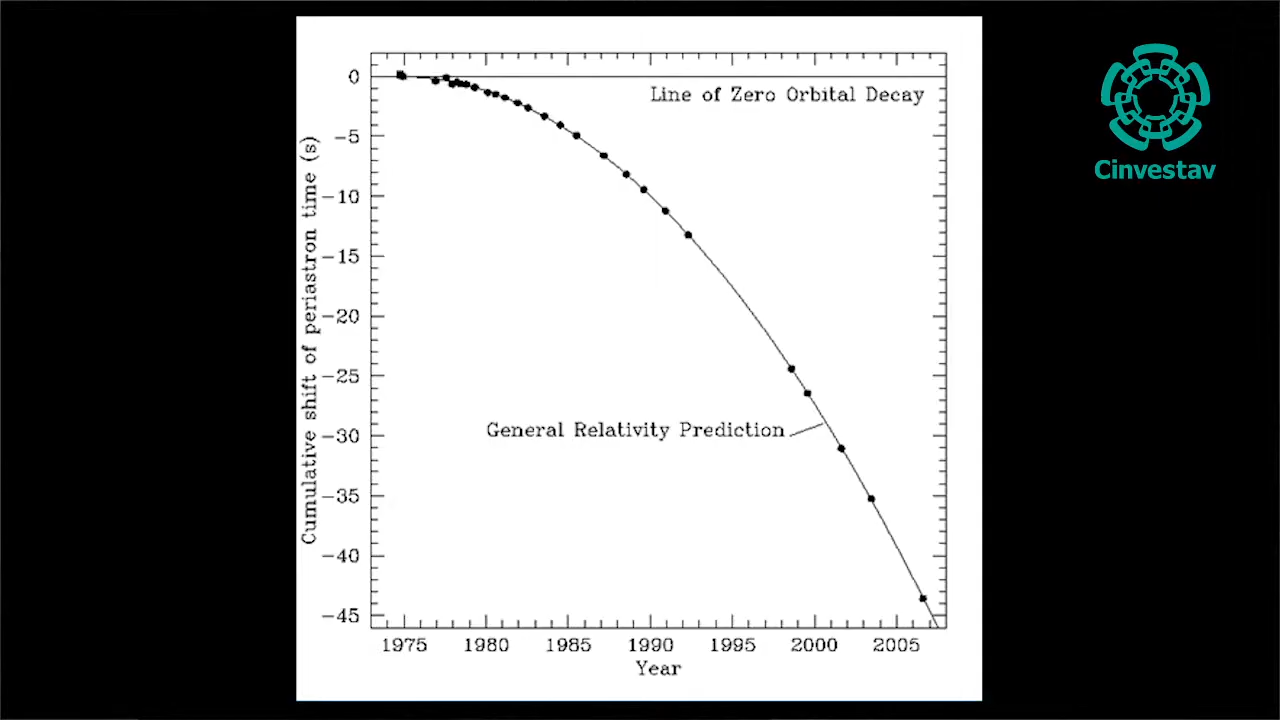 0
Line of Zero Orbital Decay
Cinvestav
−5
−10
−15
−20
−25
General Relativity Prediction
−30
−35
−40
−45
Cumulative shift of periastron time (s)
1975 1980 1985 1990 1995 2000 2005
Year